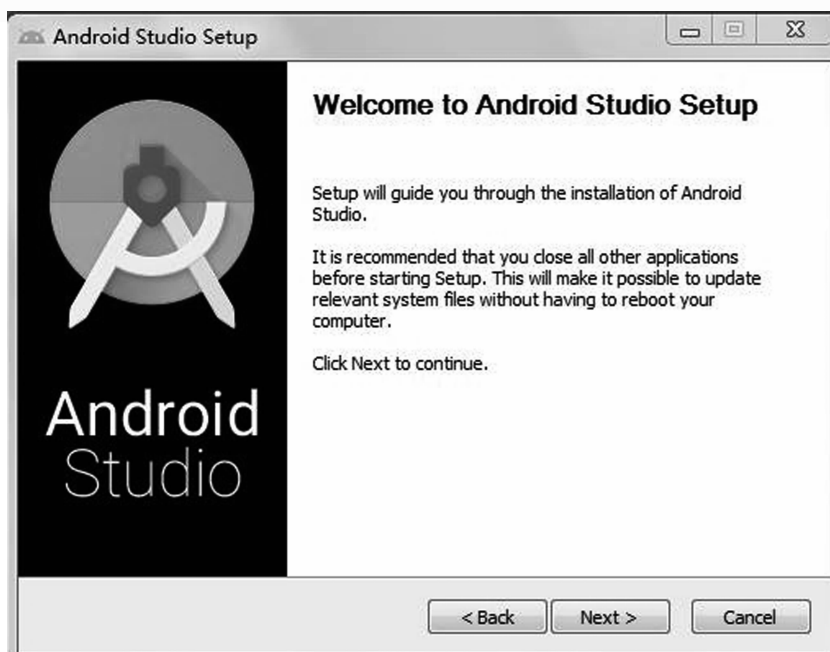 Android Studio Setup
Welcome to Android Studio Setup
Setup will guide you through the installation of Android
Studio.
It is recommended that you close all other applications
before starting Setup. This will make it possible to update
relevant system files without having to reboot your
computer.
Click Next to continue.
Android
Studio
< Back
Next >
Cancel